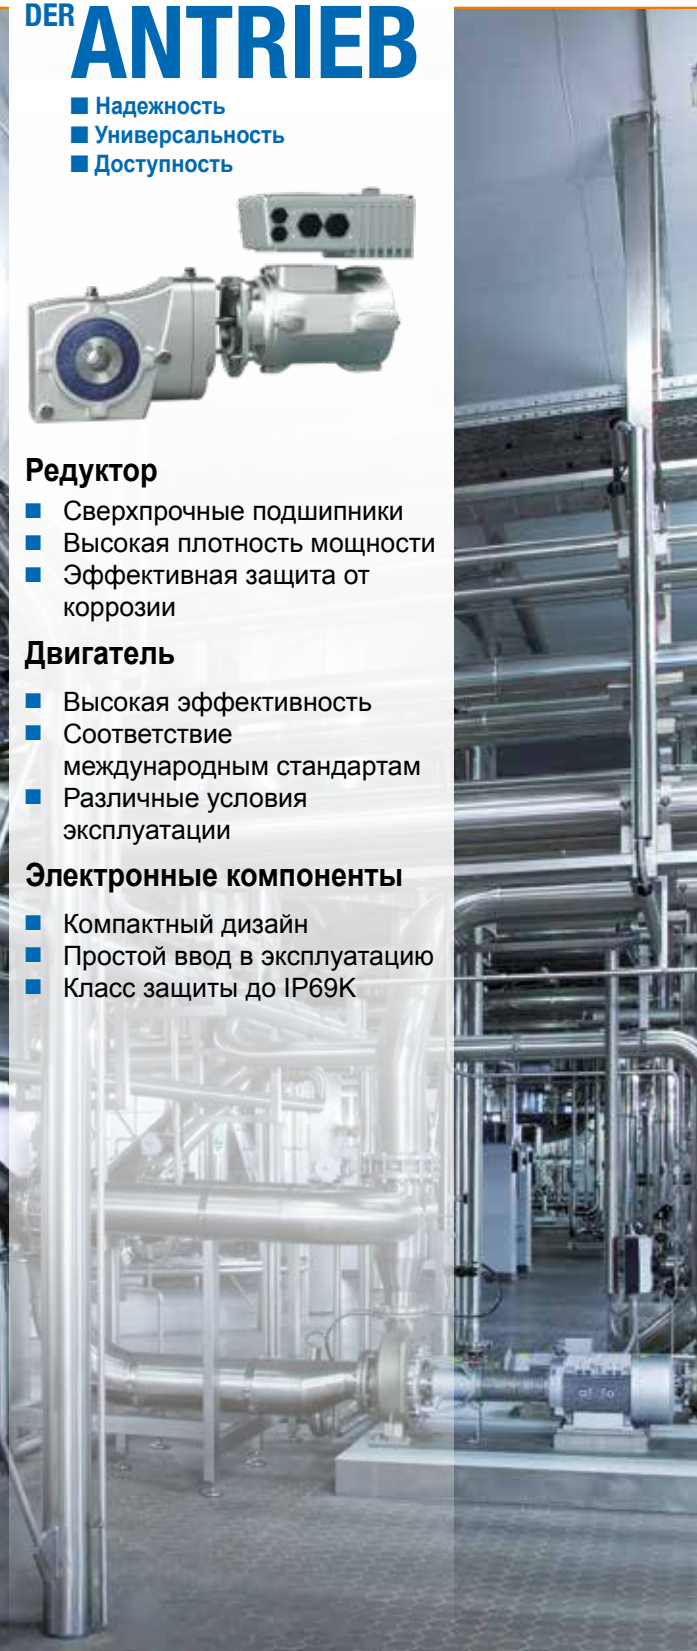 DER
ANTRIEB
■ Надежность
■ Универсальность
■ Доступность
Редуктор
■ Сверхпрочные подшипники
■ Высокая плотность мощности
■ Эффективная защита от
коррозии
Двигатель
■ Высокая эффективность
■ Соответствие
международным стандартам
■ Различные условия
эксплуатации
Электронные компоненты
■ Компактный дизайн
■ Простой ввод в эксплуатацию
■ Класс защиты до IP69K